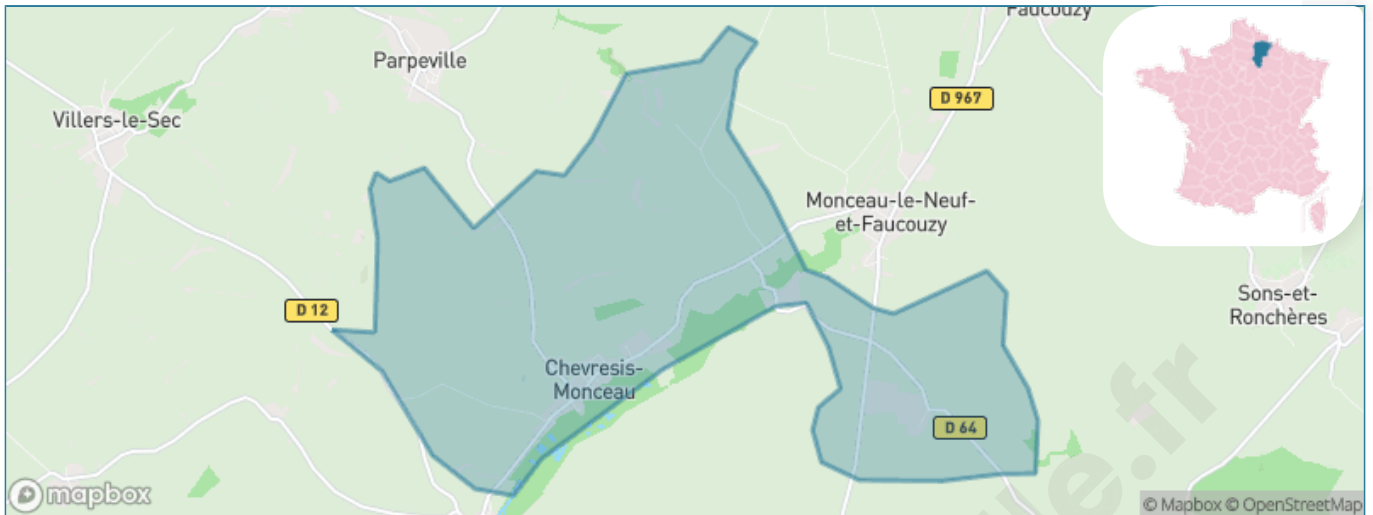 Faucouzy
Parpeville
D 967
Villers-le-Sec
Monceau-le-Neuf-
et-Faucouzy
Sons-et-
Ronchères
D 12
Chevresis-
Monceau
D 64
mapbox
© Mapbox © OpenStreetMap